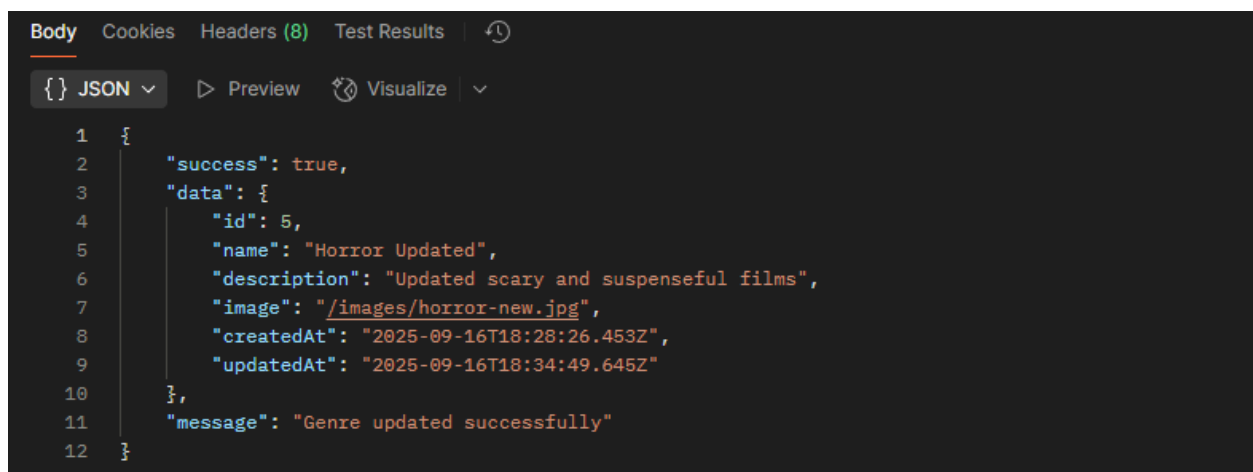 Body Cookies Headers (8) Test Results
{} JSON Preview Visualize
1 {
2 "success": true,
3 "data": {
4 "id": 5,
5 "name": "Horror Updated",
6 "description": "Updated scary and suspenseful films",
7 "image": "/images/horror-new.jpg",
8 "createdAt": "2025-09-16T18:28:26.453Z",
9 "updatedAt": "2025-09-16T18:34:49.645Z"
10 },
11 "message": "Genre updated successfully"
12 }